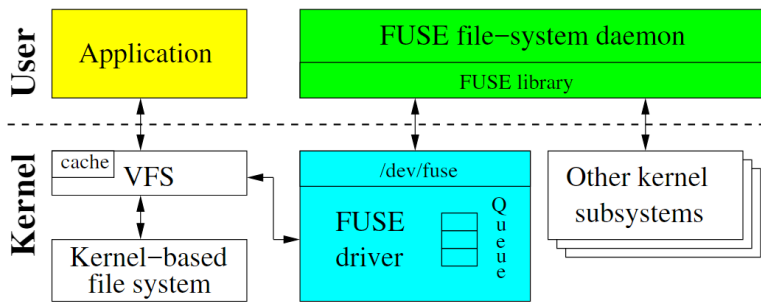 User
Application
FUSE file−system daemon
FUSE library
Kernel
cache
VFS
Kernel−based
file system
/dev/fuse
FUSE
driver
Queue
Other kernel
subsystems